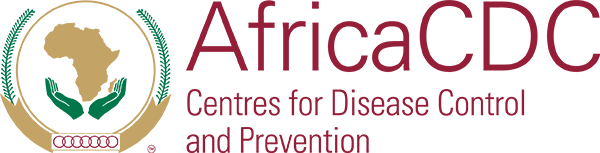 AfricaCDC
Centres for Disease Control
and Prevention